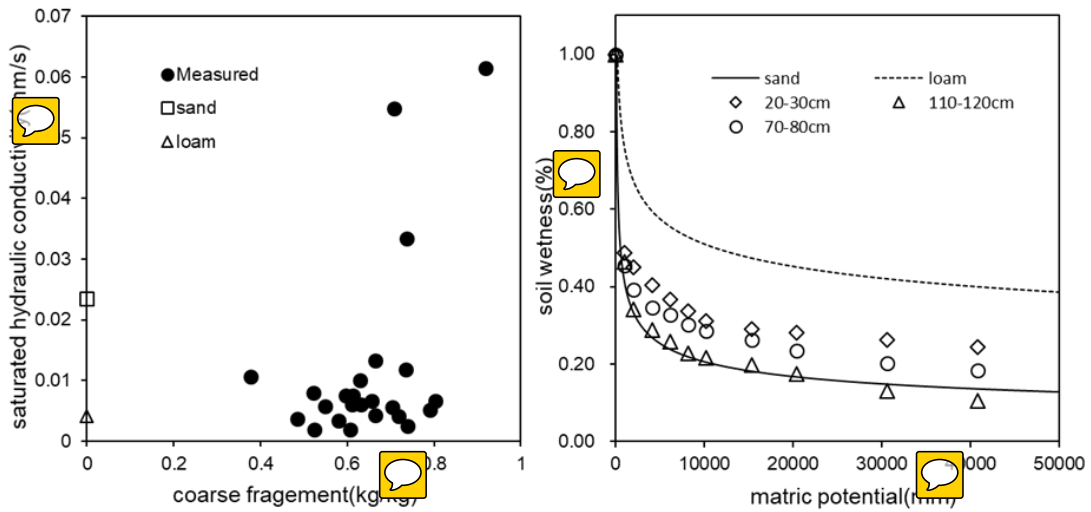 saturated hydraulic conductivity(mm/s)
0.07
0.06
0.04
0.03
0.02
0.01
0
Measured
sand
loam
0
0.2
0.4
0.6
0.8
1
coarse fragement(kg/kg)
soil wetness(%)
1.00
0.80
0.60
0.40
0.20
0.00
sand
loam
20-30cm
110-120cm
70-80cm
0
10000
20000
30000
40000
50000
matric potential(mm)